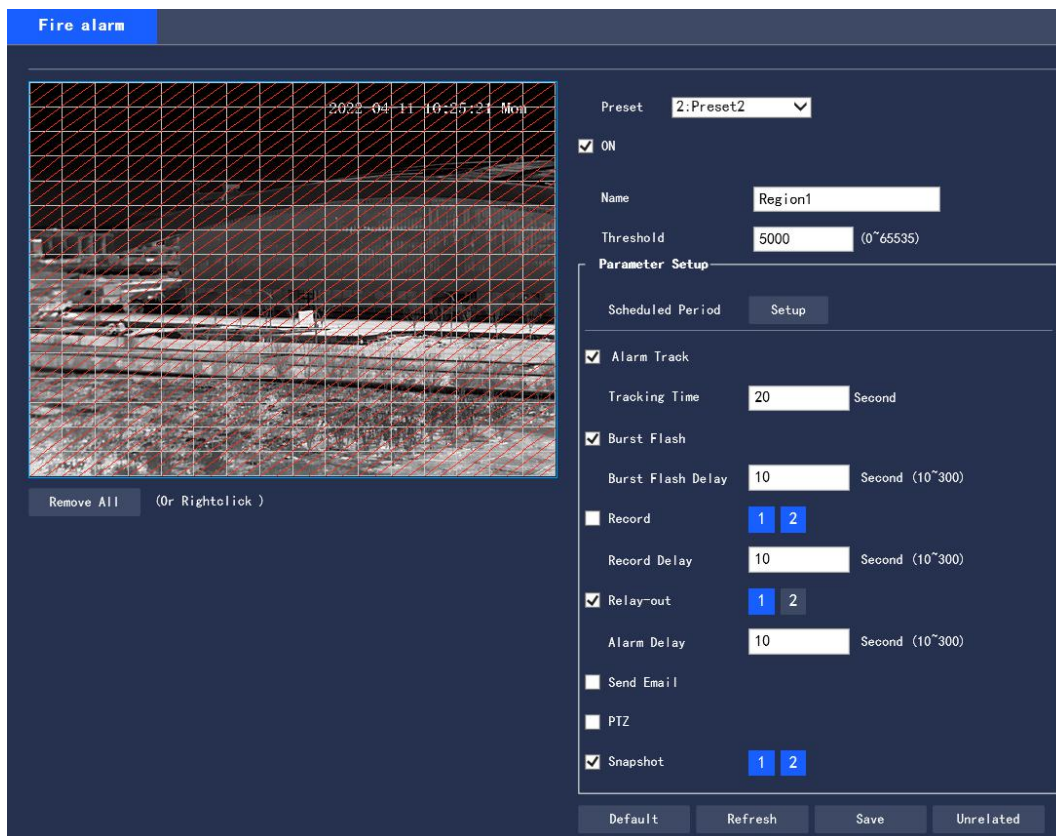 Fire alarm
2022-04-11 10:25:21 Mon
Remove All (Or Rightclick )
Preset 2:Preset2
ON
Name Region1
Threshold 5000 (0~65535)
Parameter Setup
Scheduled Period Setup
Alarm Track
Tracking Time 20 Second
Burst Flash
Burst Flash Delay 10 Second (10~300)
Record 1 2
Record Delay 10 Second (10~300)
Relay-out 1 2
Alarm Delay 10 Second (10~300)
Send Email
PTZ
Snapshot 1 2
Default Refresh Save Unrelated